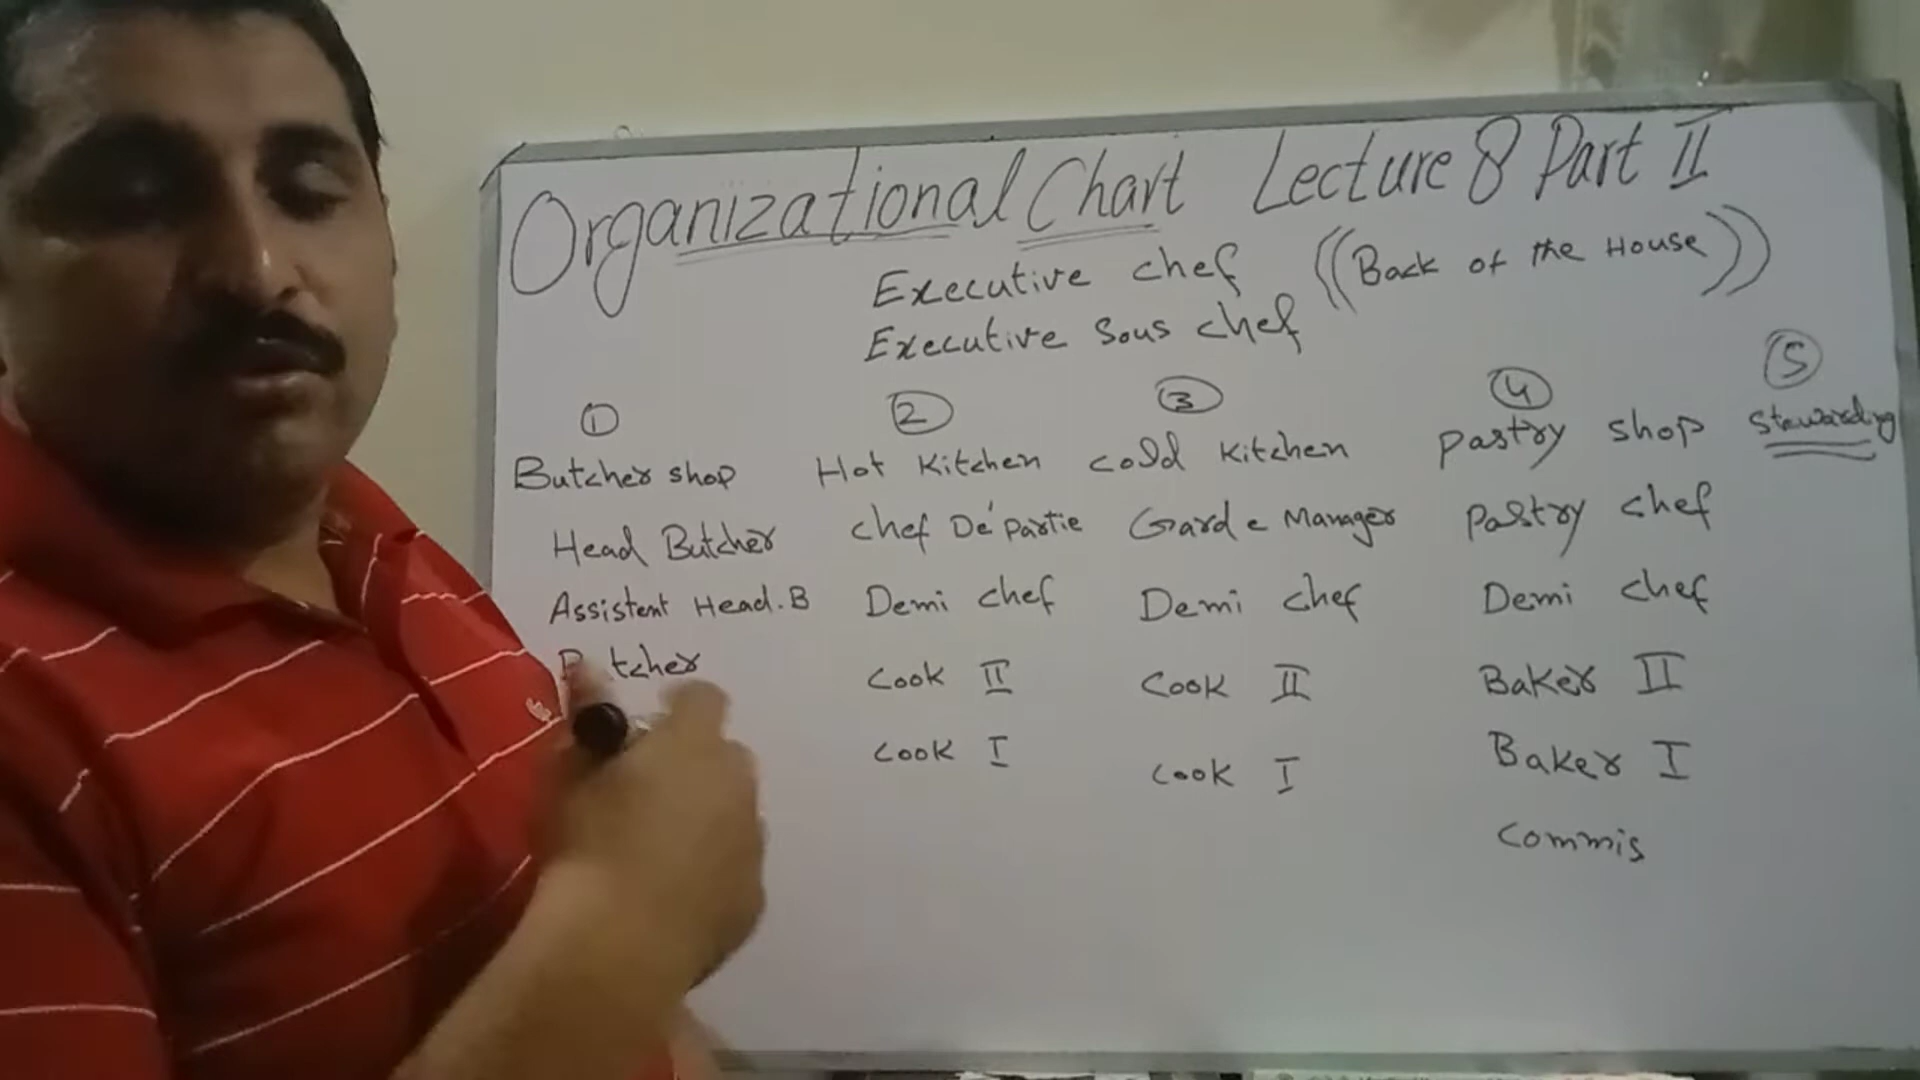 Organizational Chart Lecture 8 Part II
Executive chef ((Back of the House))
Executive Sous chef
1 2 3 4 5
Butcher shop Hot Kitchen cold Kitchen Pastry shop Stewarding
Head Butcher chef De'partie Garde Manager Pastry chef
Assistent Head.B Demi chef Demi chef Demi chef
Butcher Cook II Cook II Baker II
Cook I Cook I Baker I
Commis